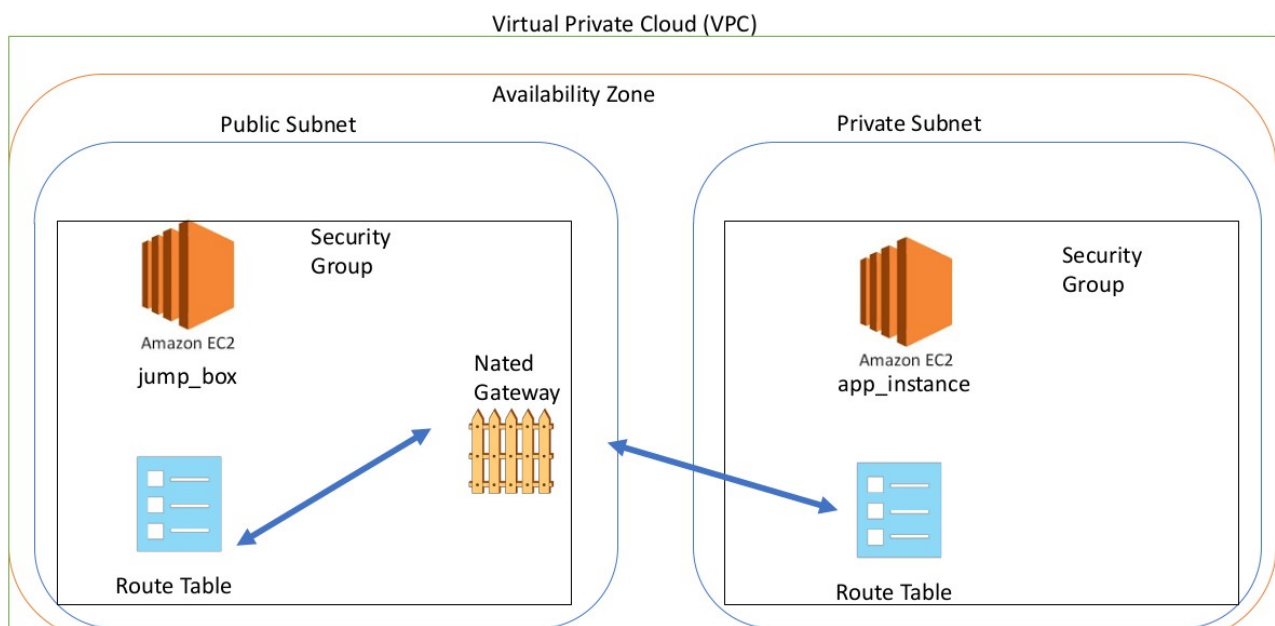 Virtual Private Cloud (VPC)
Availability Zone
Public Subnet
Private Subnet
Security
Group
Amazon EC2
jump_box
Nated
Gateway
Route Table
Security
Group
Amazon EC2
app_instance
Route Table